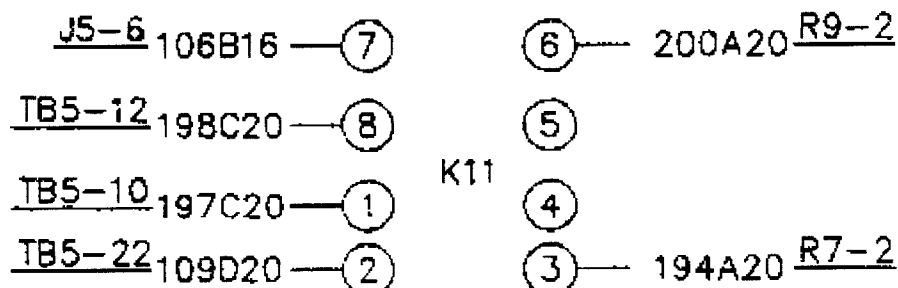 J5-6 106B16 7 6 200A20 R9-2
TB5-12 198C20 8 5
K11
TB5-10 197C20 1 4
TB5-22 109D20 2 3 194A20 R7-2